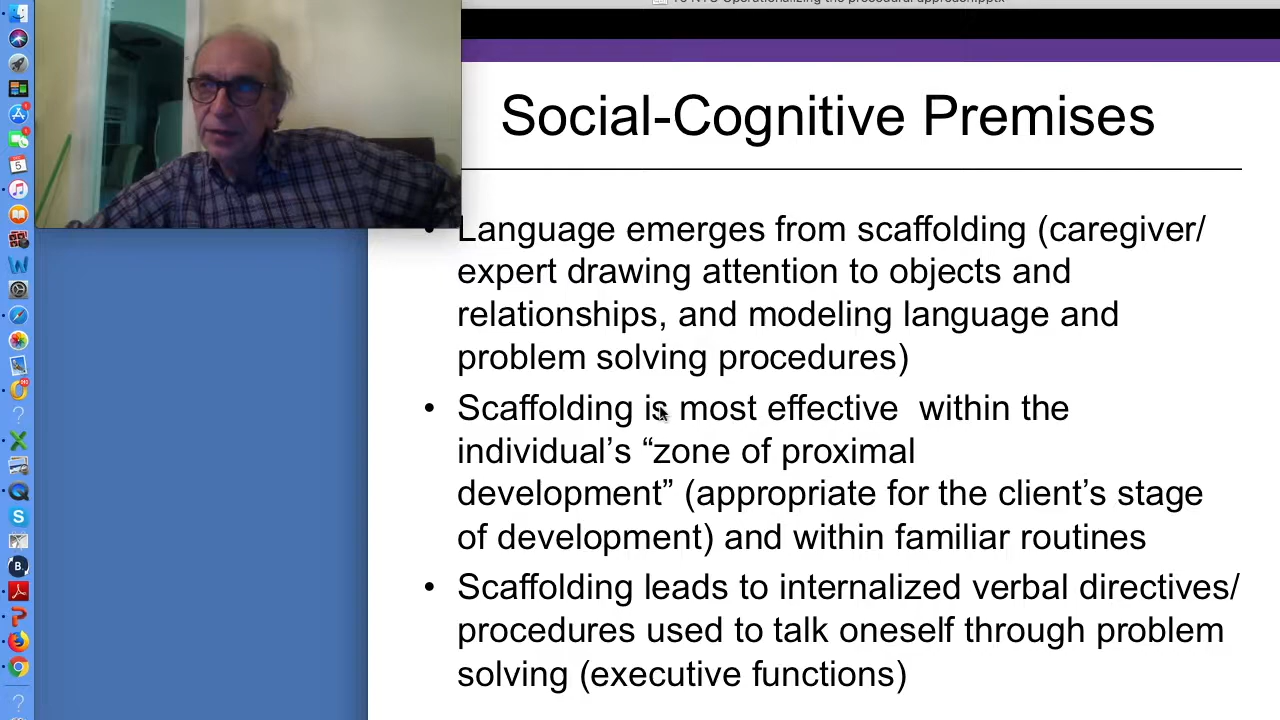 Social-Cognitive Premises
• Language emerges from scaffolding (caregiver/
expert drawing attention to objects and
relationships, and modeling language and
problem solving procedures)
• Scaffolding is most effective  within the
individual’s “zone of proximal
development” (appropriate for the client’s stage
of development) and within familiar routines
• Scaffolding leads to internalized verbal directives/
procedures used to talk oneself through problem
solving (executive functions)